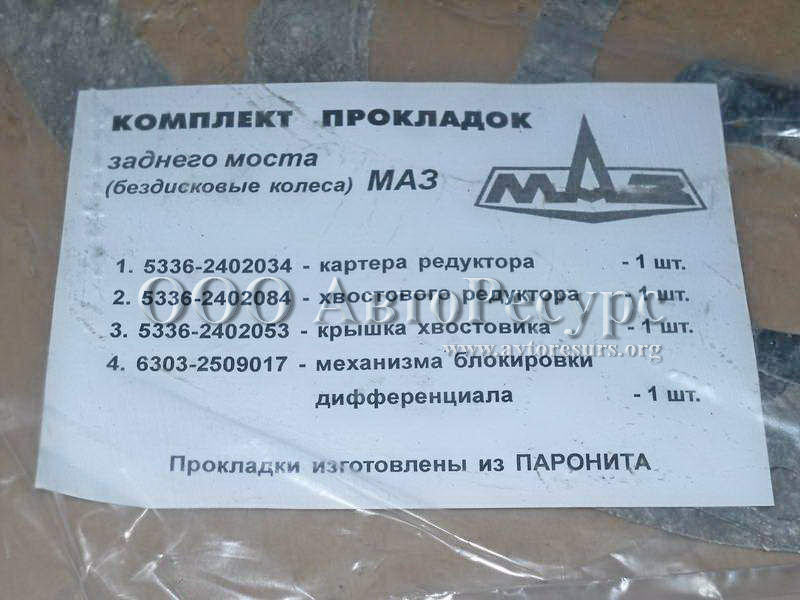 КОМПЛЕКТ ПРОКЛАДОК
заднего моста
(бездисковые колеса) МАЗ
МАЗ
1. 5336-2402034 - картера редуктора - 1 шт.
2. 5336-2402084 - хвостового редуктора - 1 шт.
ООО АвтоРесурс
3. 5336-2402053 - крышка хвостовика - 1 шт.
www.avtoresurs.org
4. 6303-2509017 - механизма блокировки
дифференциала - 1 шт.
Прокладки изготовлены из ПАРОНИТА